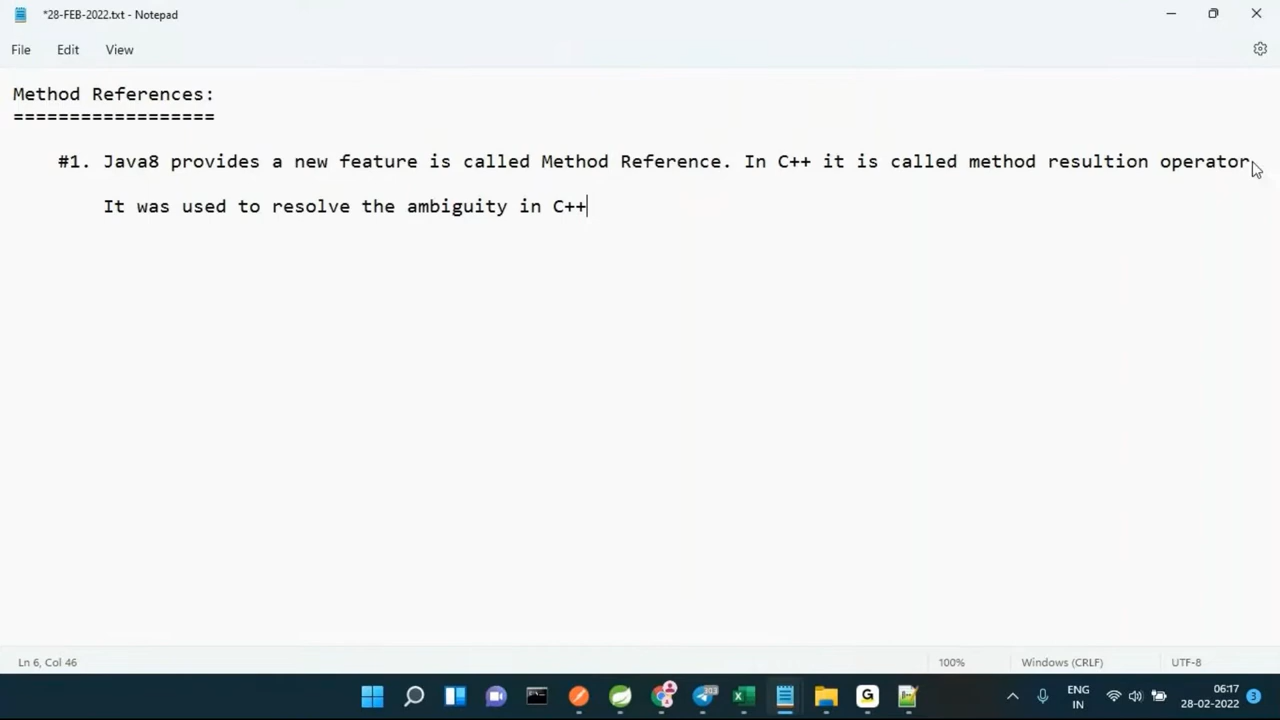 *28-FEB-2022.txt - Notepad
File Edit View
Method References:
==================
#1. Java8 provides a new feature is called Method Reference. In C++ it is called method resultion operator
It was used to resolve the ambiguity in C++
Ln 6, Col 46 100% Windows (CRLF) UTF-8
203
G
ENG
IN
06:17
28-02-2022
3